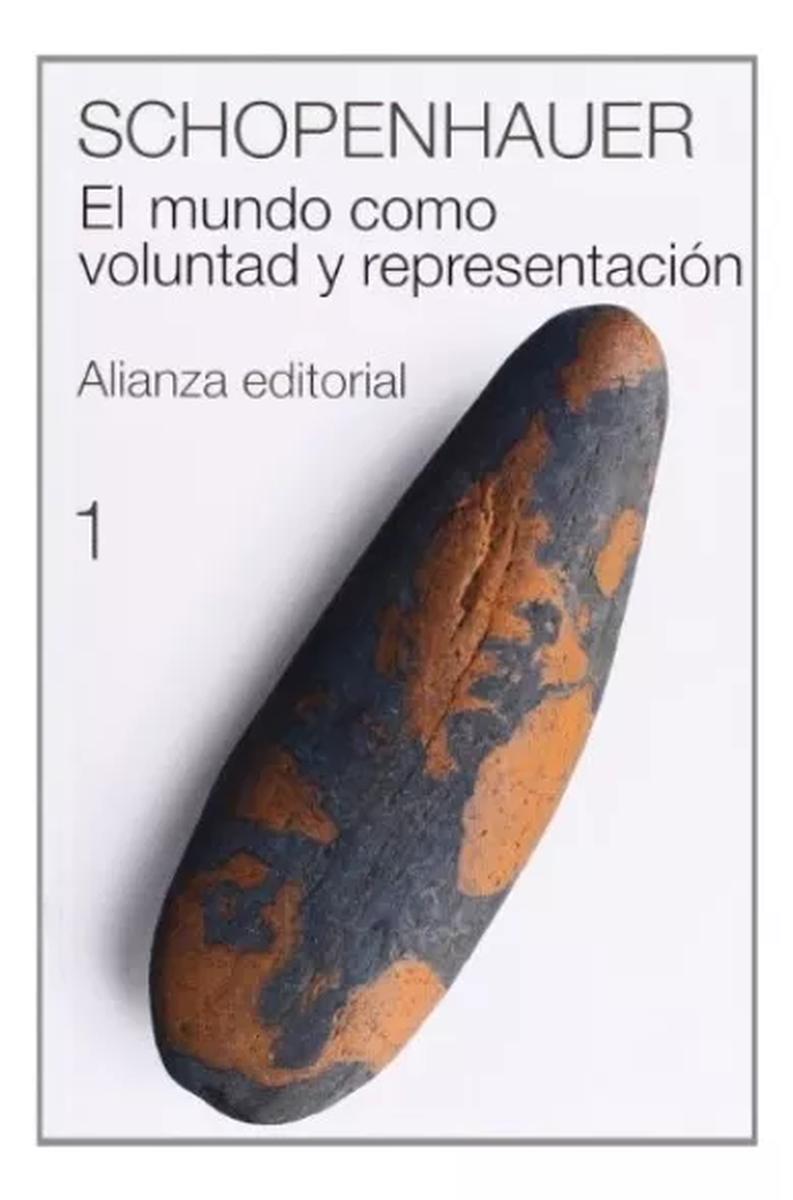 SCHOPENHAUER
El mundo como
voluntad y representación
Alianza editorial
1